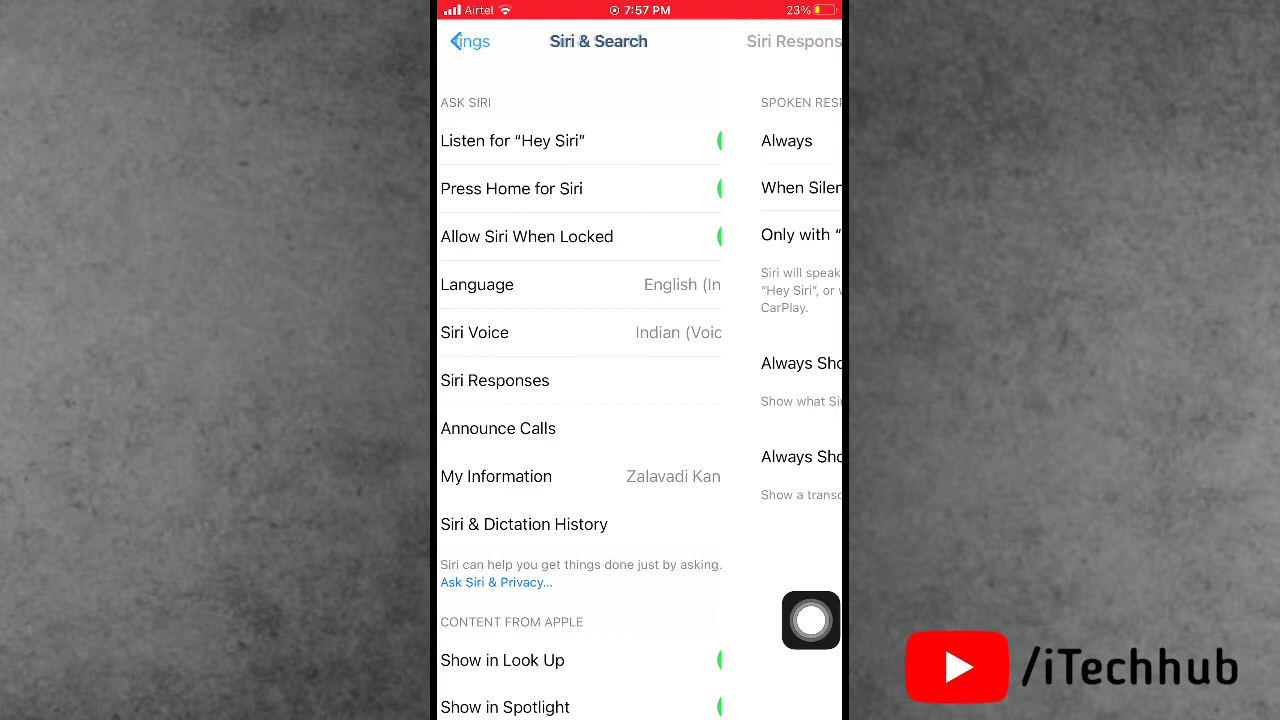 Airtel 7:57 PM 23%
ings Siri & Search Siri Respons
ASK SIRI
Listen for “Hey Siri”
Press Home for Siri
Allow Siri When Locked
Language English (In
Siri Voice Indian (Voic
Siri Responses
Announce Calls
My Information Zalavadi Kan
Siri & Dictation History
Siri can help you get things done just by asking.
Ask Siri & Privacy...
CONTENT FROM APPLE
Show in Look Up
Show in Spotlight
SPOKEN RESP
Always
When Silen
Only with “
Siri will speak
“Hey Siri”, or v
CarPlay.
Always Sho
Show what Sir
Always Sho
Show a transc
/iTechhub